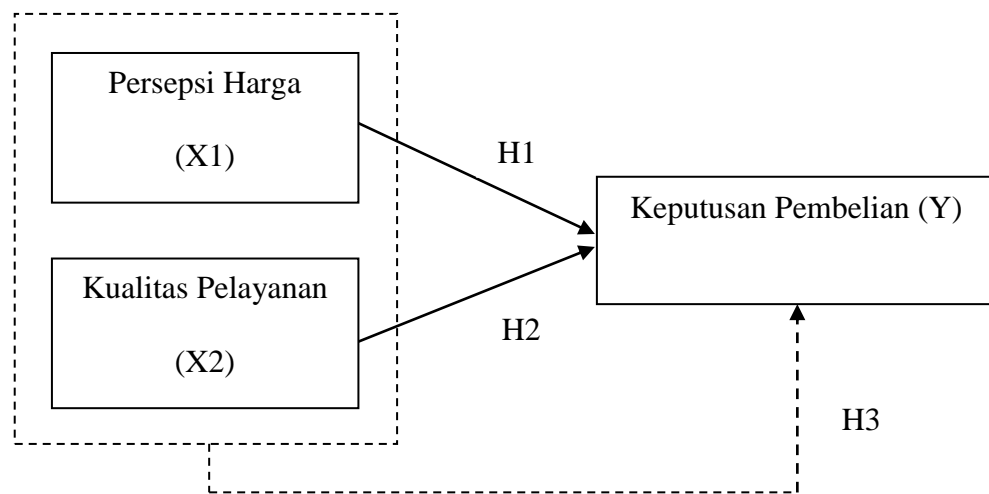 Persepsi Harga
(X1)
H1
Keputusan Pembelian (Y)
Kualitas Pelayanan
(X2)
H2
H3